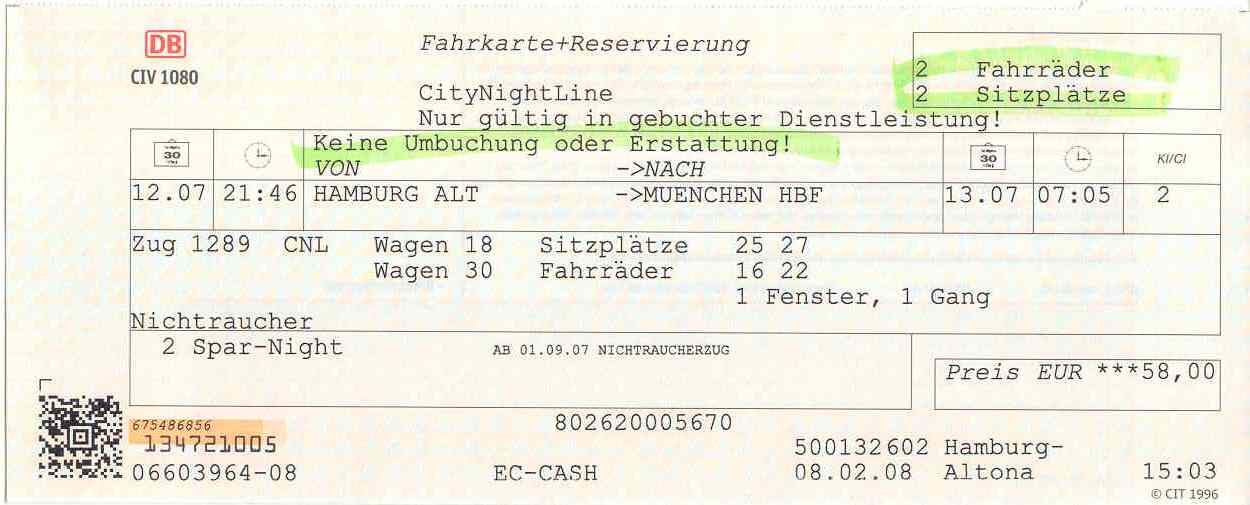 DB
CIV 1080
Fahrkarte+Reservierung
2 Fahrräder
2 Sitzplätze
CityNightLine
Nur gültig in gebuchter Dienstleistung!
Keine Umbuchung oder Erstattung!
30 30
VON ->NACH KI/Cl
12.07 21:46 HAMBURG ALT ->MUENCHEN HBF 13.07 07:05 2
Zug 1289 CNL Wagen 18 Sitzplätze 25 27
Wagen 30 Fahrräder 16 22
1 Fenster, 1 Gang
Nichtraucher
2 Spar-Night AB 01.09.07 NICHTRAUCHERZUG
Preis EUR ***58,00
675486856 802620005670
134721005 500132602 Hamburg-
06603964-08 EC-CASH 08.02.08 Altona 15:03
© CIT 1996